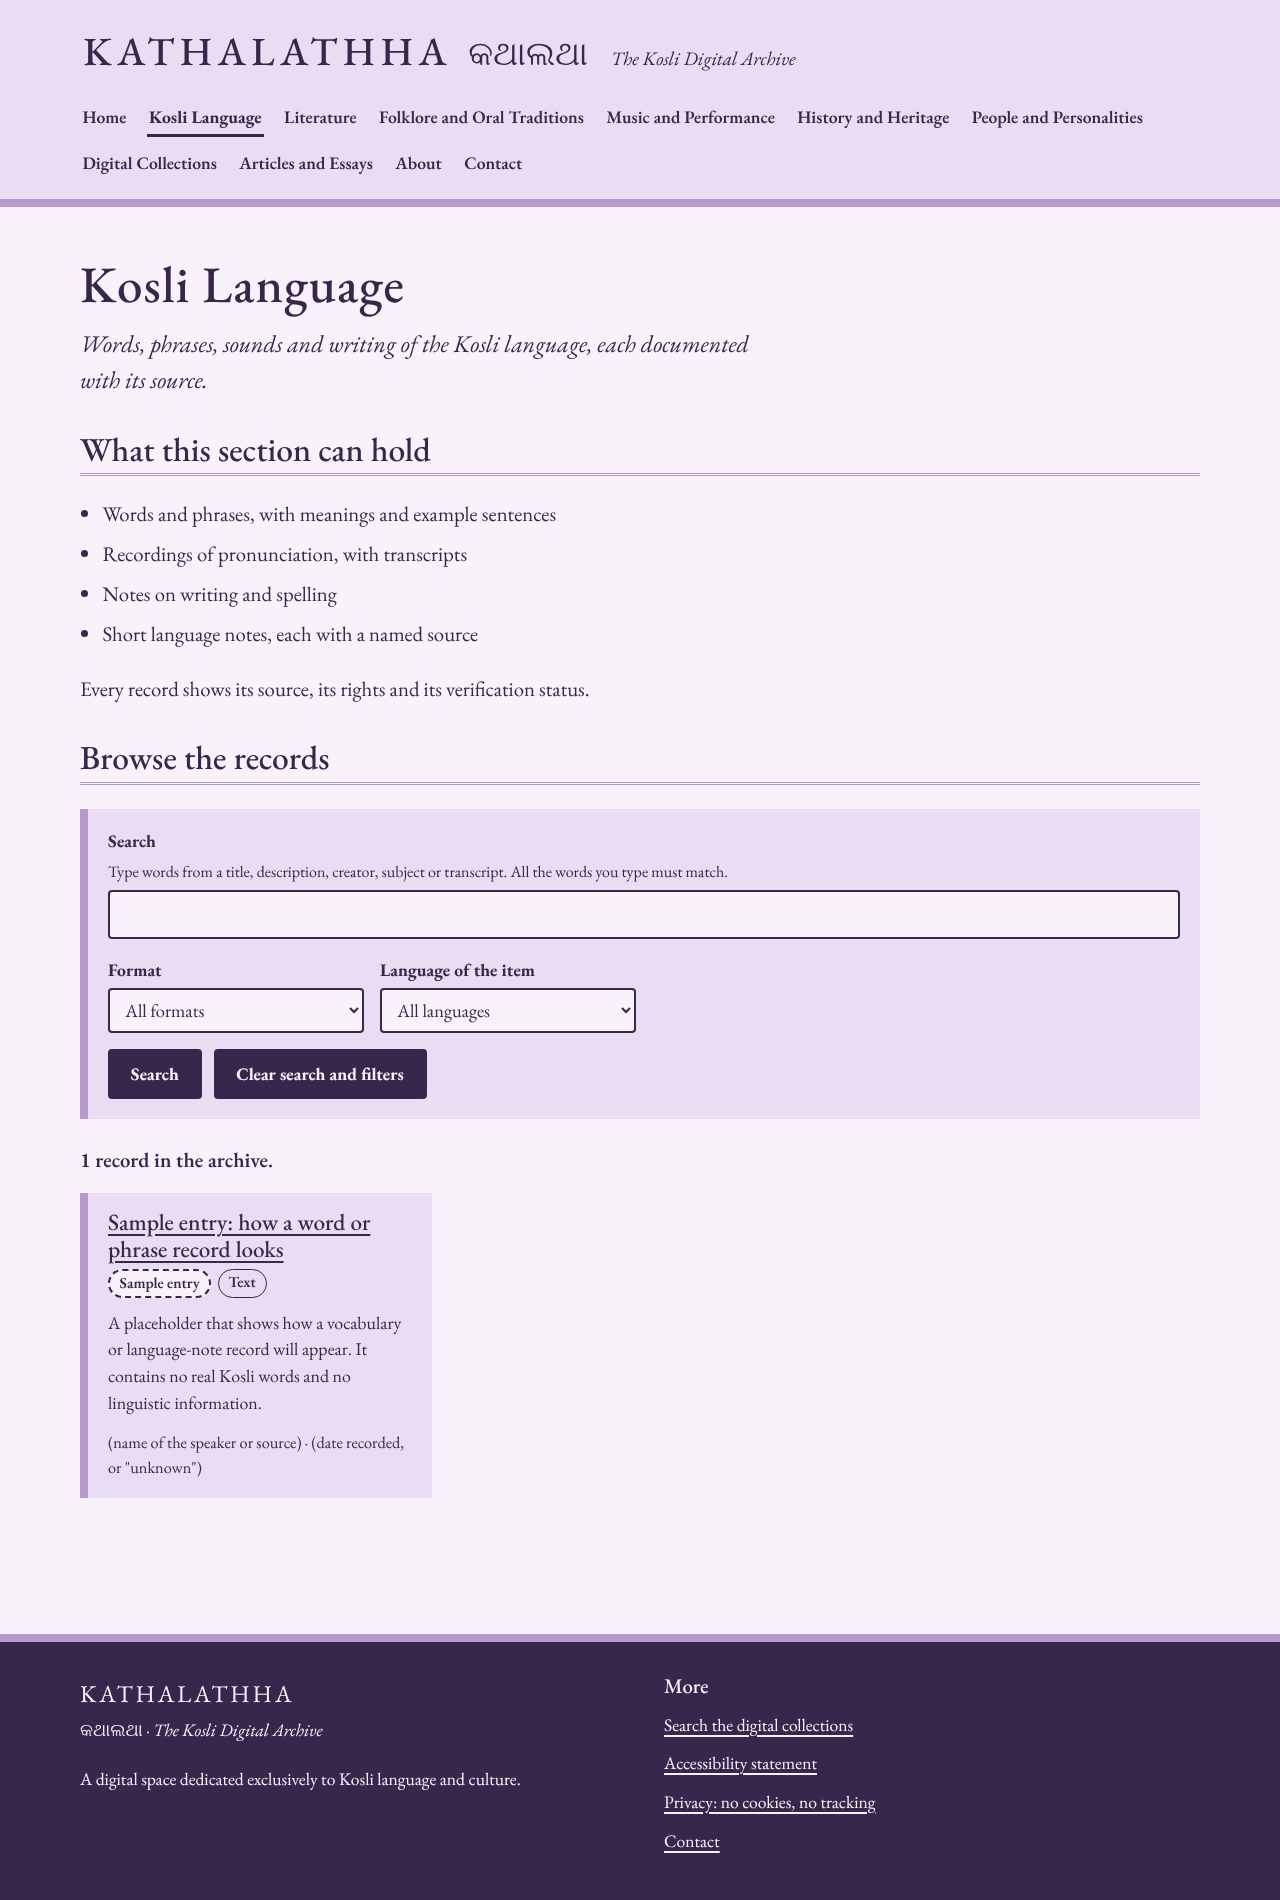 KATHALATHHA କଥାଲଥା The Kosli Digital Archive
Home Kosli Language Literature Folklore and Oral Traditions Music and Performance History and Heritage People and Personalities
Digital Collections Articles and Essays About Contact
Kosli Language
Words, phrases, sounds and writing of the Kosli language, each documented
with its source.
What this section can hold
• Words and phrases, with meanings and example sentences
• Recordings of pronunciation, with transcripts
• Notes on writing and spelling
• Short language notes, each with a named source
Every record shows its source, its rights and its verification status.
Browse the records
Search
Type words from a title, description, creator, subject or transcript. All the words you type must match.
Format Language of the item
All formats All languages
Search Clear search and filters
1 record in the archive.
Sample entry: how a word or
phrase record looks
Sample entry Text
A placeholder that shows how a vocabulary
or language-note record will appear. It
contains no real Kosli words and no
linguistic information.
(name of the speaker or source) · (date recorded,
or "unknown")
KATHALATHHA
କଥାଲଥା · The Kosli Digital Archive
A digital space dedicated exclusively to Kosli language and culture.
More
Search the digital collections
Accessibility statement
Privacy: no cookies, no tracking
Contact